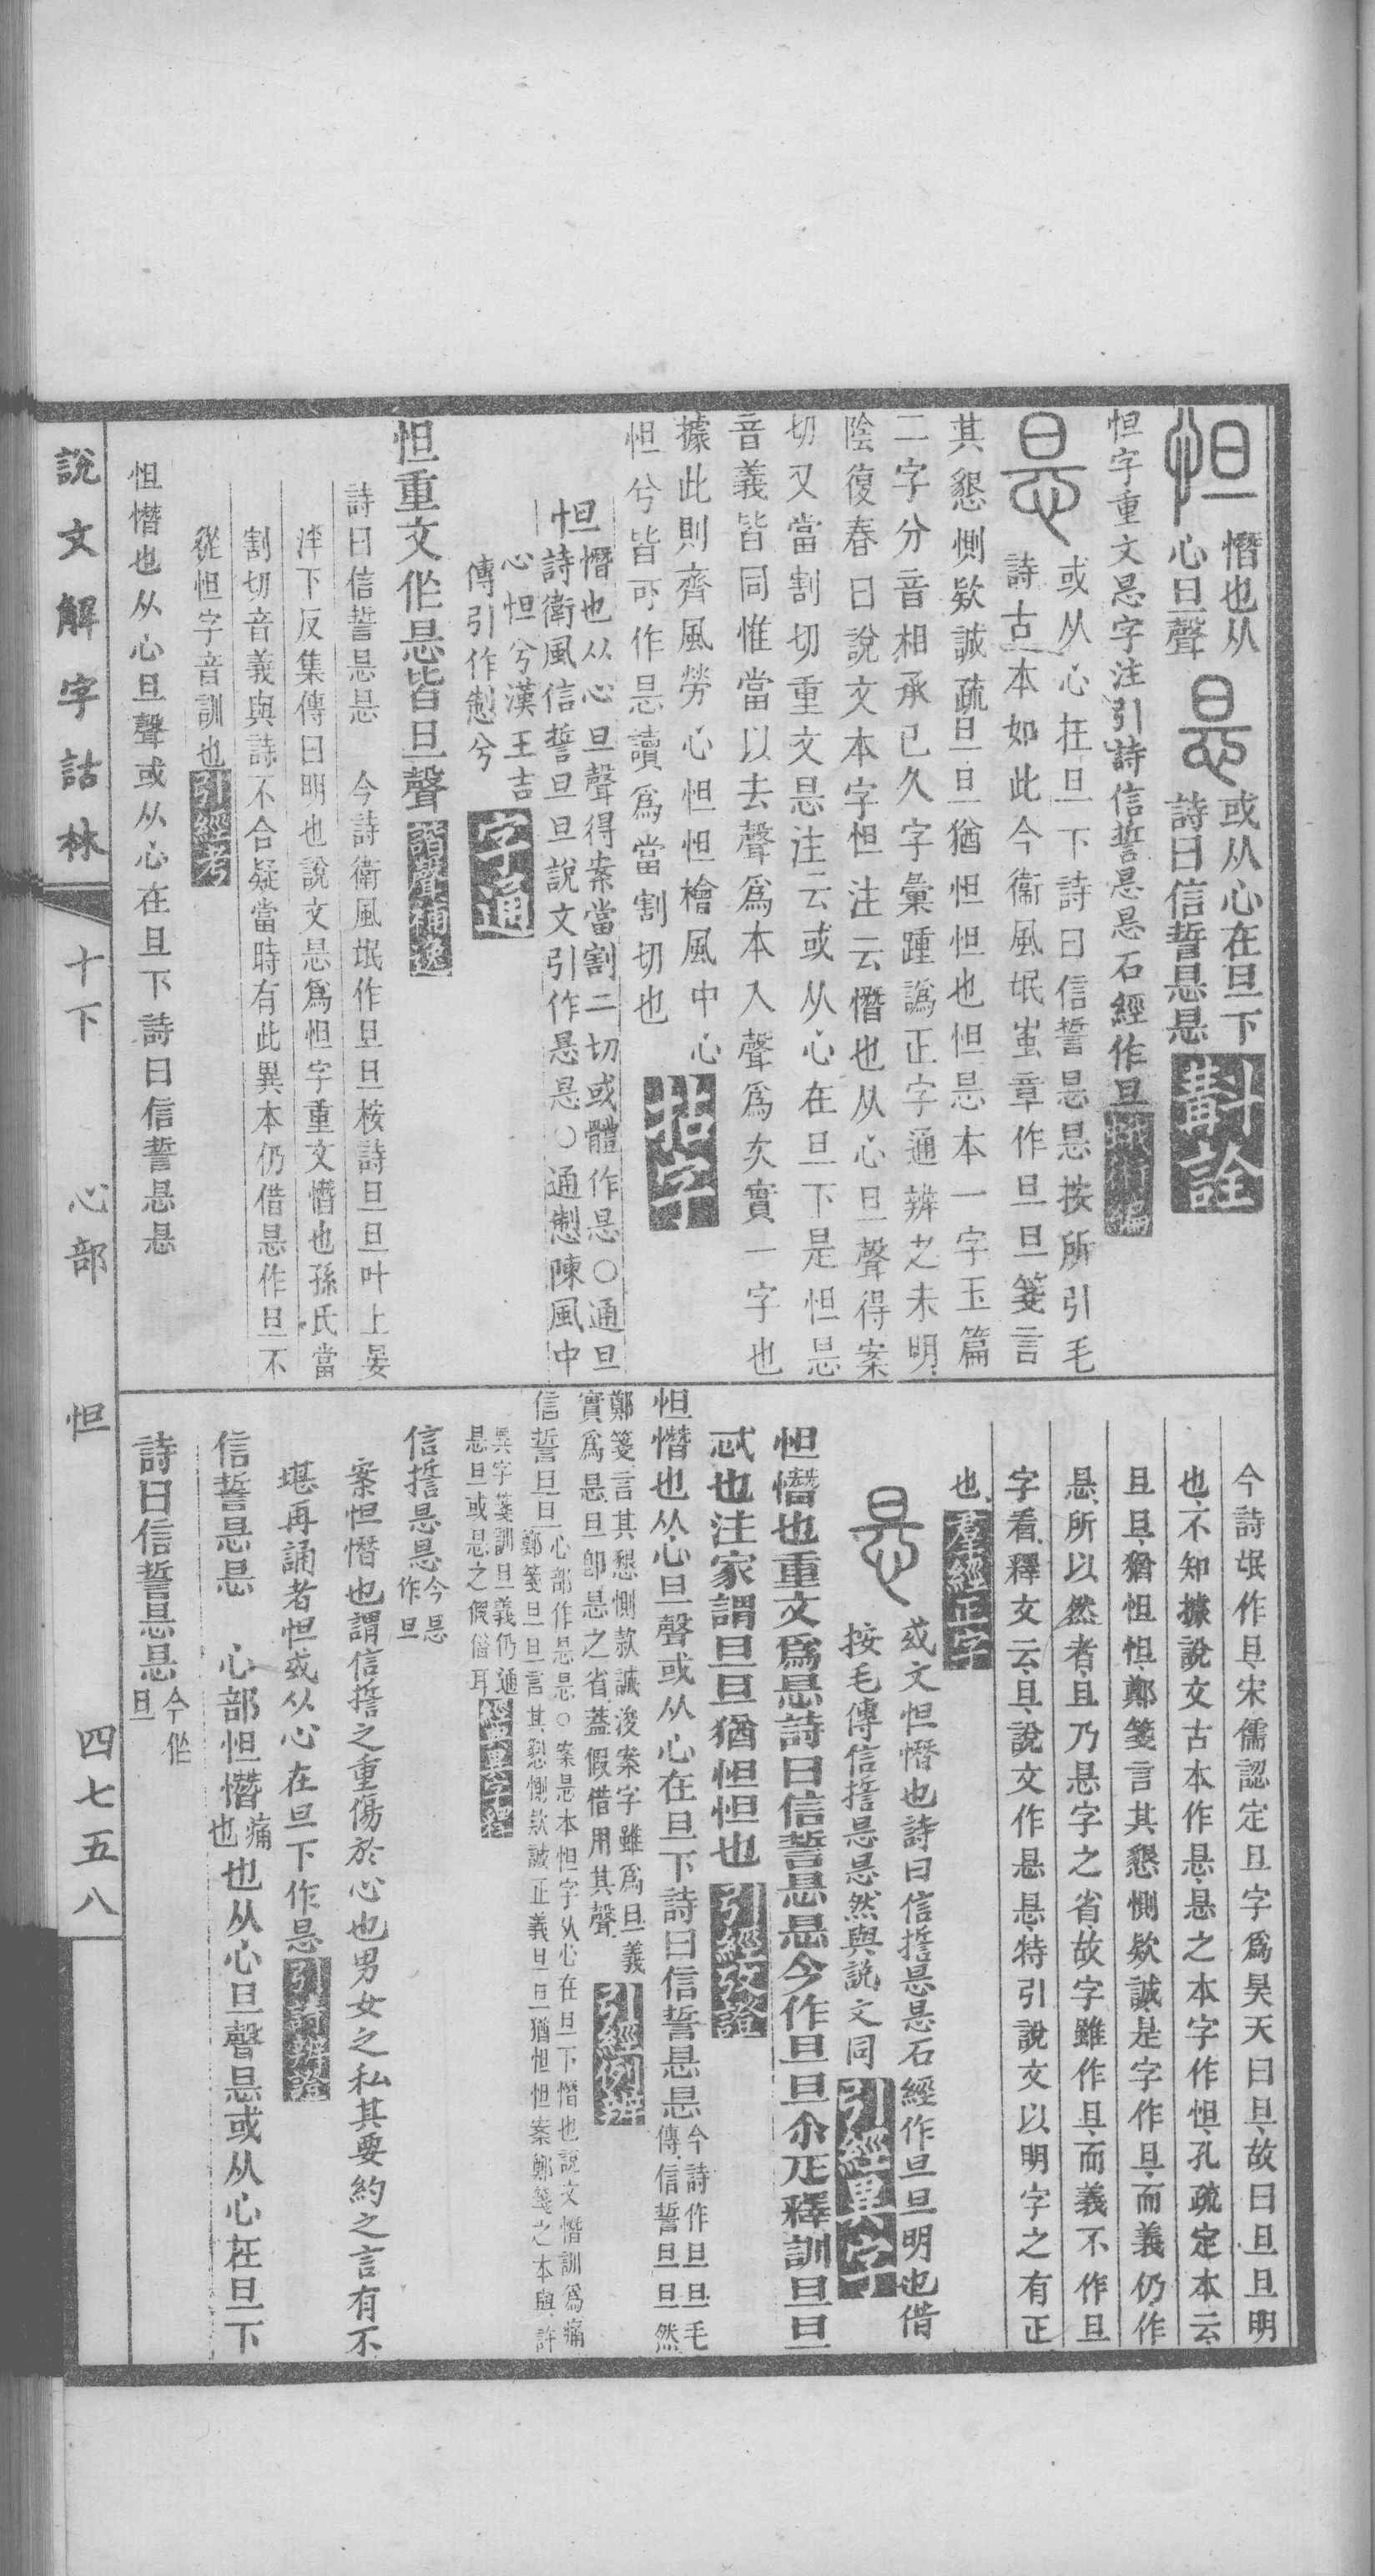 怛
憯也从
心旦聲
悬
或从心在旦下
詩曰信誓悬悬
斠詮
怛字重文悬字注引詩信誓悬悬石經作旦
悬
或从心在旦下詩曰信誓悬悬按所引毛
詩古本如此今衞風氓蚩章作旦旦箋言
其懇惻欵誠疏旦旦猶怛怛也怛悬本一字玉篇
二字分音相承已久字彙踵譌正字通辨之未明
陰復春曰說文本字怛注云憯也从心旦聲得案
切又當割切重文悬注云或从心在旦下是怛悬
音義皆同惟當以去聲爲本入聲爲友實一字也
據此則齊風勞心怛怛檜風中心
怛兮皆可作悬讀爲當割切也
拈字
怛
憯也从心旦聲得案當割二切或體作悬○通旦
詩衞風信誓旦旦說文引作悬悬○通㣇陳風中
心怛兮漢王吉
傳引作㣇兮
字通
怛重文作悬皆旦聲
諧聲補逸
詩曰信誓悬悬 今詩衞風氓作旦旦桉詩旦旦叶上晏
泮下反集傳曰明也說文悬爲怛字重文憯也孫氏當
割切音義與詩不合疑當時有此異本仍借悬作旦不
從怛字音訓也
引經考
怛憯也从心旦聲或从心在旦下詩曰信誓悬悬
今詩氓作旦宋儒認定旦字爲昊天曰旦故曰旦旦明
也不知據說文古本作悬悬之本字作怛孔疏定本云
旦旦猶怛怛鄭箋言其懇惻欵誠是字作旦而義仍作
悬所以然者旦乃悬字之省故字雖作旦而義不作旦
字看釋文云旦說文作悬悬特引說文以明字之有正
也
羣經正字
悬
或文怛憯也詩曰信誓悬悬石經作旦旦明也借
按毛傳信誓悬悬然與說文同
引經異字
怛憯也重文爲悬詩曰信誓悬悬今作旦旦尒疋釋訓旦旦
忒也注家謂旦旦猶怛怛也
引經攷證
怛憯也从心旦聲或从心在旦下詩曰信誓悬悬
今詩作旦旦毛
傳信誓旦旦然
鄭箋言其懇惻款誠浚案字雖爲旦義
實爲悬旦卽悬之省蓋假借用其聲
引經例辨
信誓旦旦
心部作悬悬○案悬本怛字从心在旦下憯也說文憯訓爲痛
鄭箋旦旦言其懇惻款誠正義旦旦猶怛怛案鄭箋之本與許
異字箋訓旦義仍通
悬旦或悬之假借耳
信誓悬悬
今悬
作旦
案怛憯也謂信誓之重傷於心也男女之私其要約之言有不
堪再誦者怛或从心在旦下作悬
信誓悬悬 心部怛憯
痛
也
也从心旦聲悬或从心在旦下
詩曰信誓悬悬
今作
旦
說文解字詁林
十下
心部
怛
四七五八